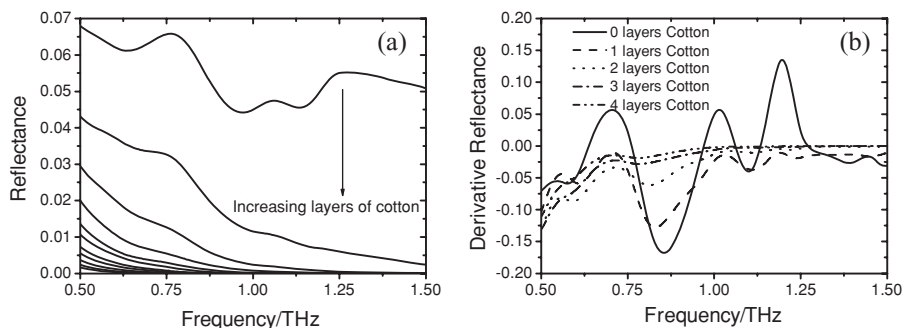 0.07
0.06
0.05
0.04
0.03
0.02
0.01
0.00
Reflectance
(a)
Increasing layers of cotton
0.50 0.75 1.00 1.25 1.50
Frequency/THz
0.20
0.15
0.10
0.05
0.00
-0.05
-0.10
-0.15
-0.20
Derivative Reflectance
(b)
0 layers Cotton
1 layers Cotton
2 layers Cotton
3 layers Cotton
4 layers Cotton
0.50 0.75 1.00 1.25 1.50
Frequency/THz